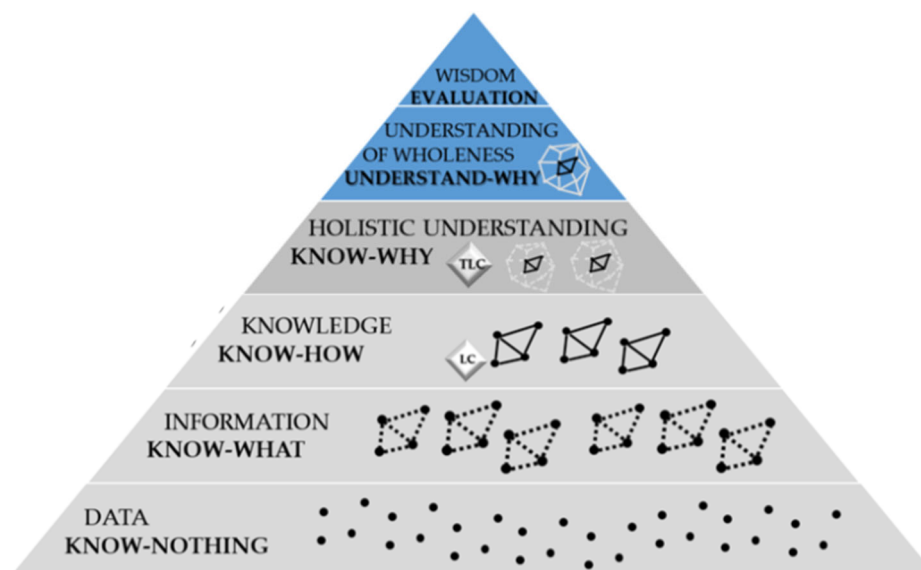 WISDOM
EVALUATION
UNDERSTANDING
OF WHOLENESS
UNDERSTAND-WHY
HOLISTIC UNDERSTANDING
KNOW-WHY
TLC
KNOWLEDGE
KNOW-HOW
LC
INFORMATION
KNOW-WHAT
DATA
KNOW-NOTHING